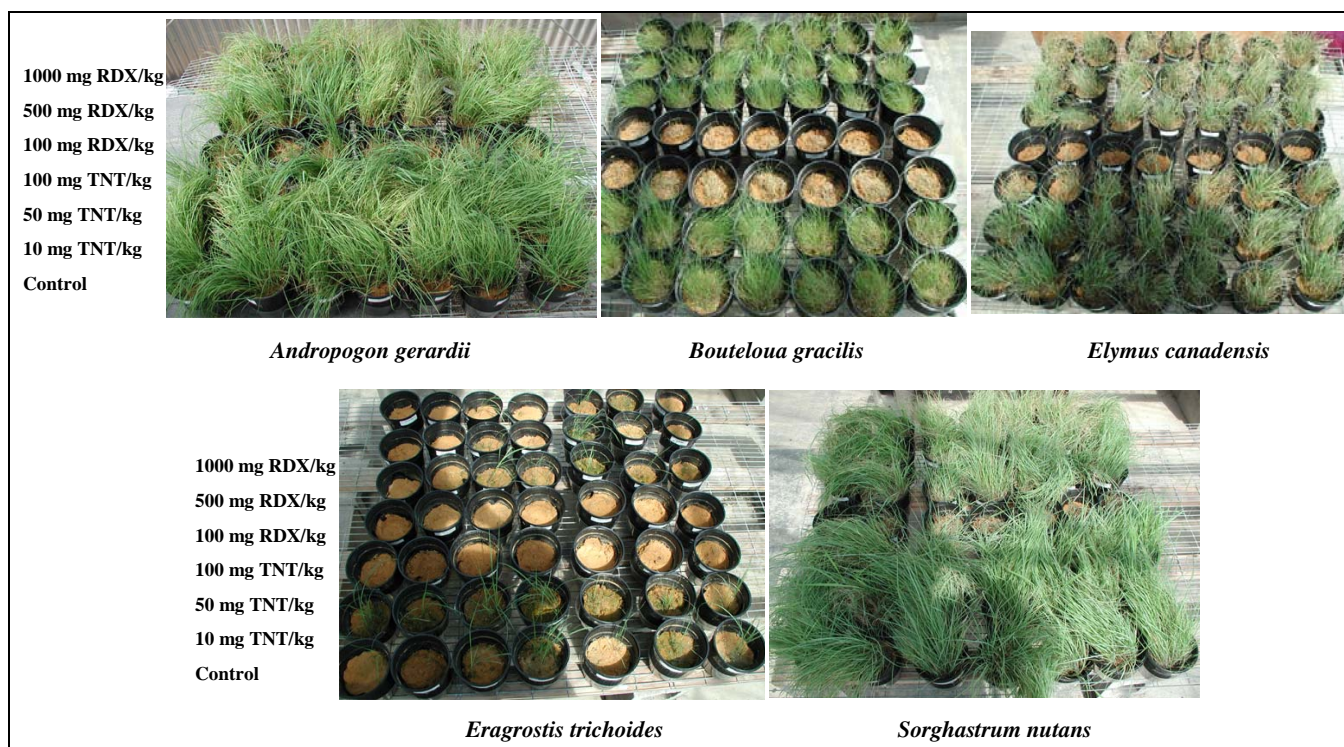 1000 mg RDX/kg
500 mg RDX/kg
100 mg RDX/kg
100 mg TNT/kg
50 mg TNT/kg
10 mg TNT/kg
Control
Andropogon gerardii
Bouteloua gracilis
Elymus canadensis
1000 mg RDX/kg
500 mg RDX/kg
100 mg RDX/kg
100 mg TNT/kg
50 mg TNT/kg
10 mg TNT/kg
Control
Eragrostis trichoides
Sorghastrum nutans